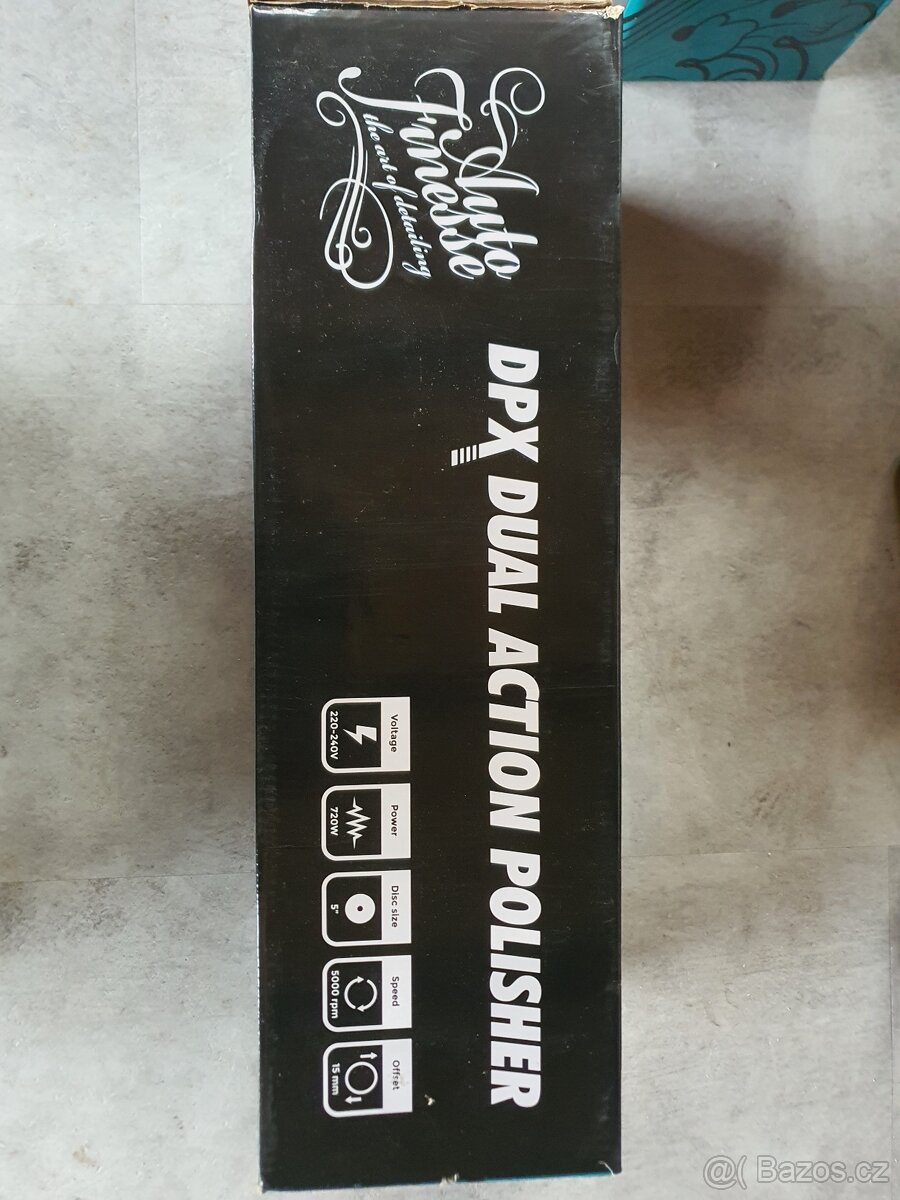 Auto
Finesse
the art of detailing
DPX DUAL ACTION POLISHER
Voltage
220-240V
Power
720W
Disc size
5"
Speed
5000 rpm
Offset
15 mm
@( Bazos.cz